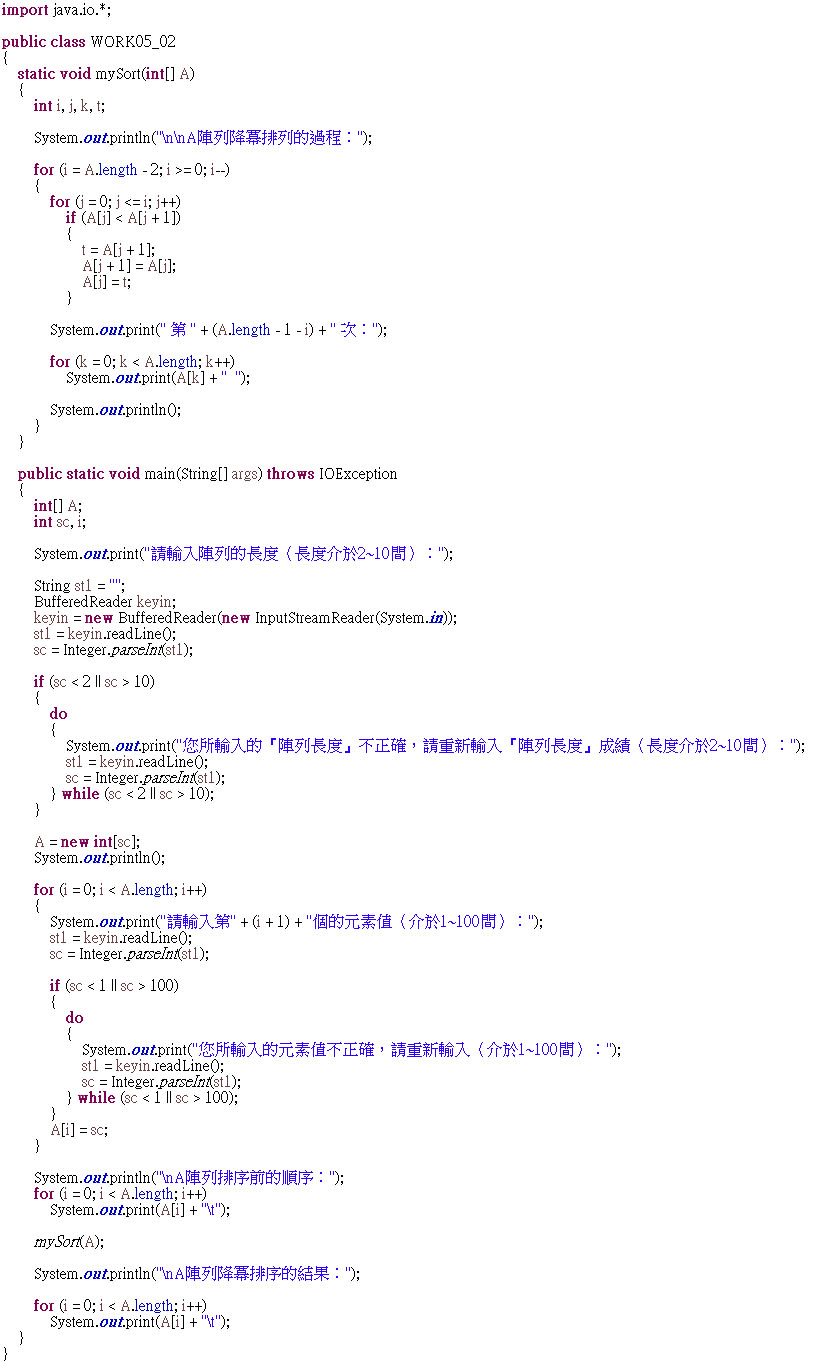 import java.io.*;

public class WORK05_02
{
    static void mySort(int[] A)
    {
        int i, j, k, t;

        System.out.println("\n\nA陣列降冪排列的過程：");

        for (i = A.length - 2; i >= 0; i--)
        {
            for (j = 0; j <= i; j++)
                if (A[j] < A[j + 1])
                {
                    t = A[j + 1];
                    A[j + 1] = A[j];
                    A[j] = t;
                }

            System.out.print(" 第 " + (A.length - 1 - i) + " 次：");

            for (k = 0; k < A.length; k++)
                System.out.print(A[k] + "  ");

            System.out.println();
        }
    }

    public static void main(String[] args) throws IOException
    {
        int[] A;
        int sc, i;

        System.out.print("請輸入陣列的長度（長度介於2~10間）：");

        String st1 = "";
        BufferedReader keyin;
        keyin = new BufferedReader(new InputStreamReader(System.in));
        st1 = keyin.readLine();
        sc = Integer.parseInt(st1);

        if (sc < 2 || sc > 10)
        {
            do
            {
                System.out.print("您所輸入的『陣列長度』不正確，請重新輸入『陣列長度』成績（長度介於2~10間）：");
                st1 = keyin.readLine();
                sc = Integer.parseInt(st1);
            } while (sc < 2 || sc > 10);
        }

        A = new int[sc];
        System.out.println();

        for (i = 0; i < A.length; i++)
        {
            System.out.print("請輸入第" + (i + 1) + "個的元素值（介於1~100間）：");
            st1 = keyin.readLine();
            sc = Integer.parseInt(st1);

            if (sc < 1 || sc > 100)
            {
                do
                {
                    System.out.print("您所輸入的元素值不正確，請重新輸入（介於1~100間）：");
                    st1 = keyin.readLine();
                    sc = Integer.parseInt(st1);
                } while (sc < 1 || sc > 100);
            }
            A[i] = sc;
        }

        System.out.println("\nA陣列排序前的順序：");
        for (i = 0; i < A.length; i++)
            System.out.print(A[i] + "\t");

        mySort(A);

        System.out.println("\nA陣列降冪排序的結果：");

        for (i = 0; i < A.length; i++)
            System.out.print(A[i] + "\t");
    }
}